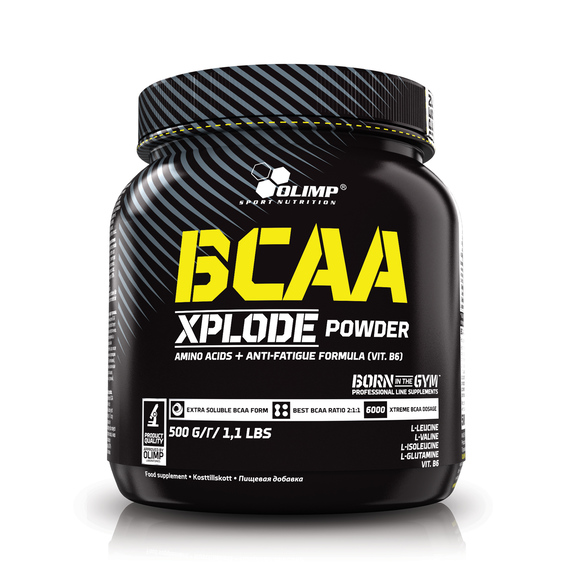 OLIMP®
SPORT NUTRITION
BCAA
XPLODE POWDER
AMINO ACIDS + ANTI-FATIGUE FORMULA (VIT. B6)
BORN IN THE GYM™
PROFESSIONAL LINE SUPPLEMENTS
EXTRA SOLUBLE BCAA FORM
BEST BCAA RATIO 2:1:1
6000 XTREME BCAA DOSAGE
500 G/Г/ 1,1 LBS
PRODUCT
QUALITY
OLIMP
L-LEUCINE
L-VALINE
L-ISOLEUCINE
L-GLUTAMINE
VIT. B6
Food supplement • Kosttillskott • Пищевая добавка